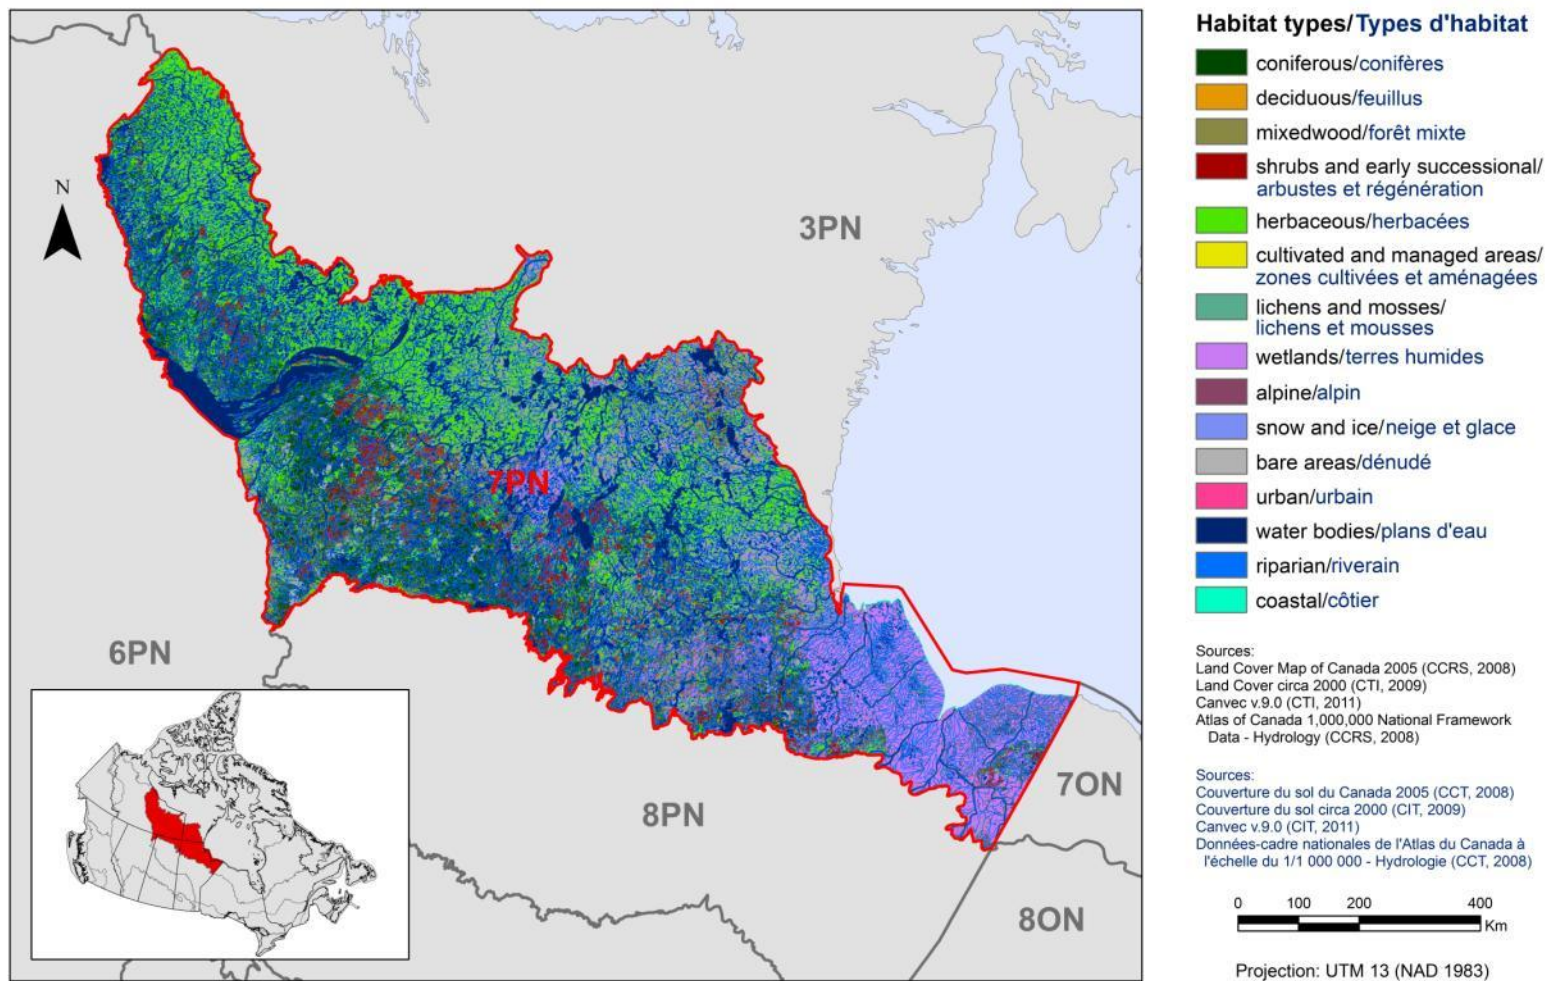 N
3PN
7PN
6PN
8PN
7ON
8ON
Habitat types/Types d'habitat
coniferous/conifères
deciduous/feuillus
mixedwood/forêt mixte
shrubs and early successional/
arbustes et régénération
herbaceous/herbacées
cultivated and managed areas/
zones cultivées et aménagées
lichens and mosses/
lichens et mousses
wetlands/terres humides
alpine/alpin
snow and ice/neige et glace
bare areas/dénudé
urban/urbain
water bodies/plans d'eau
riparian/riverain
coastal/côtier
Sources:
Land Cover Map of Canada 2005 (CCRS, 2008)
Land Cover circa 2000 (CTI, 2009)
Canvec v.9.0 (CTI, 2011)
Atlas of Canada 1,000,000 National Framework
Data - Hydrology (CCRS, 2008)
Sources:
Couverture du sol du Canada 2005 (CCT, 2008)
Couverture du sol circa 2000 (CIT, 2009)
Canvec v.9.0 (CIT, 2011)
Données-cadre nationales de l'Atlas du Canada à
l'échelle du 1/1 000 000 - Hydrologie (CCT, 2008)
0 100 200 400
Km
Projection: UTM 13 (NAD 1983)